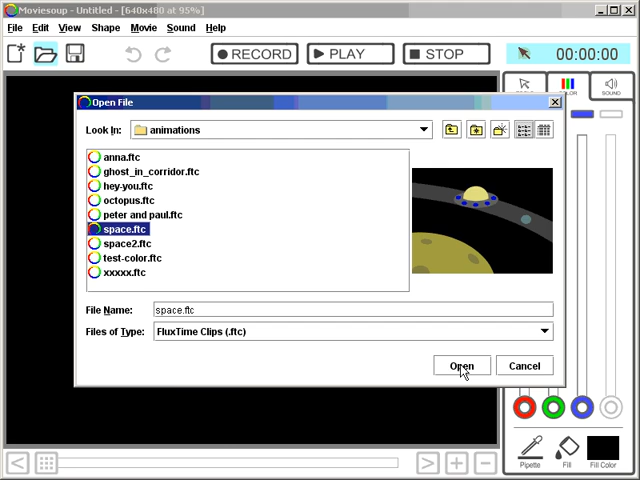 Moviesoup - Untitled - [640x480 at 95%]
File Edit View Shape Movie Sound Help
RECORD PLAY STOP 00:00:00
COLOR SOUND
Open File
Look In: animations
anna.ftc
ghost_in_corridor.ftc
hey-you.ftc
octopus.ftc
peter and paul.ftc
space.ftc
space2.ftc
test-color.ftc
xxxxx.ftc
File Name: space.ftc
Files of Type: FluxTime Clips (.ftc)
Open Cancel
Pipette Fill Fill Color